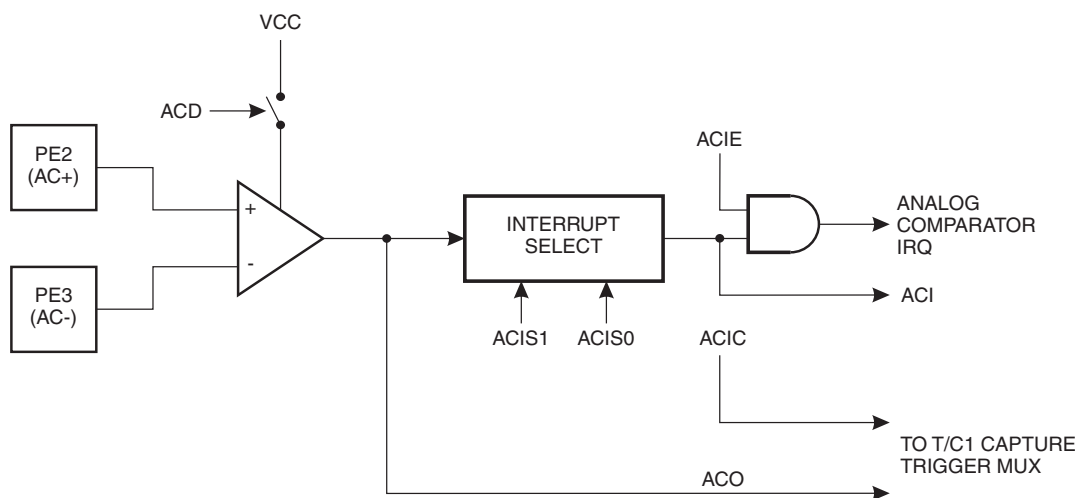 VCC
ACD
PE2
(AC+)
ACIE
+
INTERRUPT
SELECT
ANALOG
COMPARATOR
IRQ
-
PE3
(AC-)
ACI
ACIS1
ACIS0
ACIC
TO T/C1 CAPTURE
TRIGGER MUX
ACO